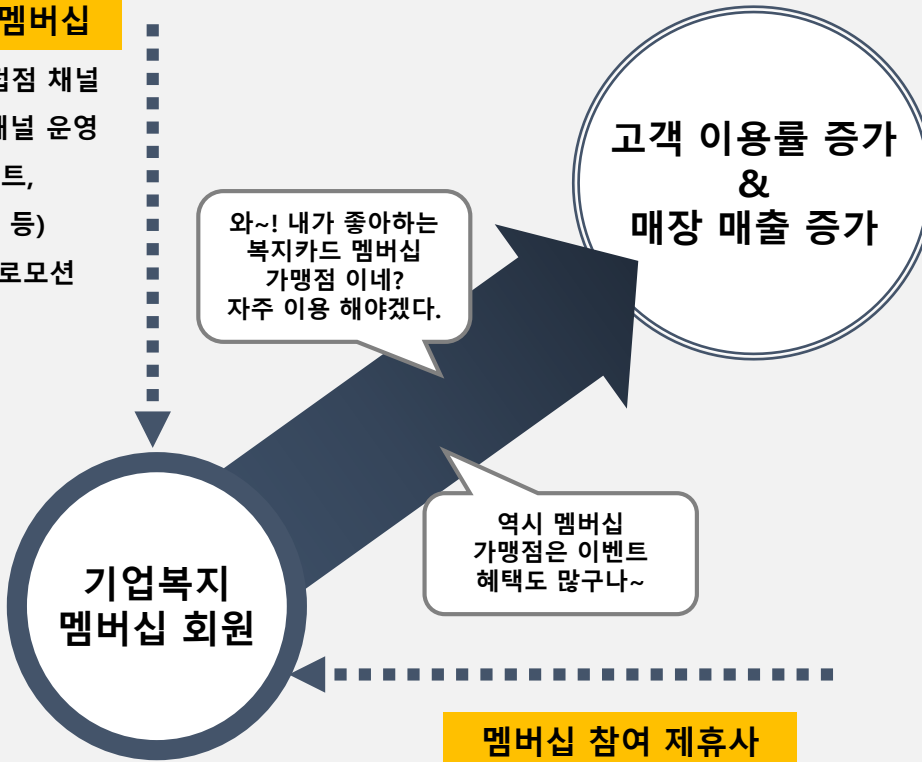 멤버십
접점 채널
채널 운영
트,
등)
로모션
고객 이용률 증가
&
매장 매출 증가
와~! 내가 좋아하는
복지카드 멤버십
가맹점 이네?
자주 이용 해야겠다.
역시 멤버십
가맹점은 이벤트
혜택도 많구나~
기업복지
멤버십 회원
멤버십 참여 제휴사